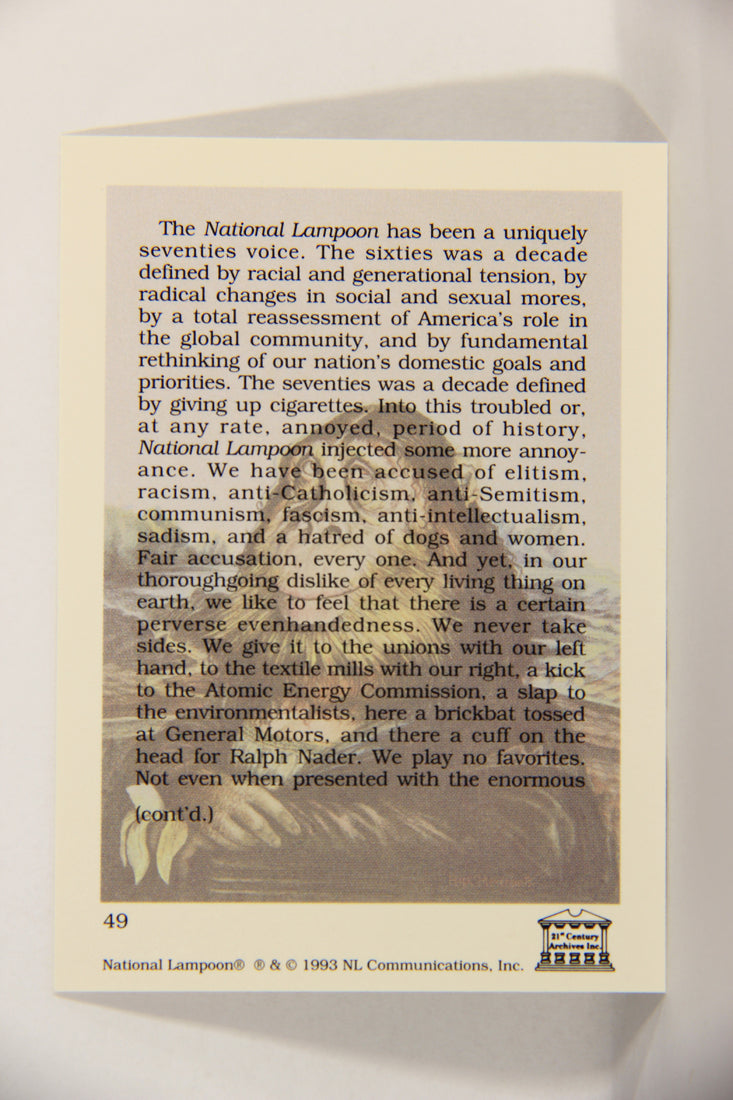 The National Lampoon has been a uniquely
seventies voice. The sixties was a decade
defined by racial and generational tension, by
radical changes in social and sexual mores,
by a total reassessment of America's role in
the global community, and by fundamental
rethinking of our nation's domestic goals and
priorities. The seventies was a decade defined
by giving up cigarettes. Into this troubled or,
at any rate, annoyed, period of history,
National Lampoon injected some more annoy-
ance. We have been accused of elitism,
racism, anti-Catholicism, anti-Semitism,
communism, fascism, anti-intellectualism,
sadism, and a hatred of dogs and women.
Fair accusation, every one. And yet, in our
thoroughgoing dislike of every living thing on
earth, we like to feel that there is a certain
perverse evenhandedness. We never take
sides. We give it to the unions with our left
hand, to the textile mills with our right, a kick
to the Atomic Energy Commission, a slap to
the environmentalists, here a brickbat tossed
at General Motors, and there a cuff on the
head for Ralph Nader. We play no favorites.
Not even when presented with the enormous
(cont'd.)
49
21st Century
Archives Inc.
National Lampoon® ® & © 1993 NL Communications, Inc.